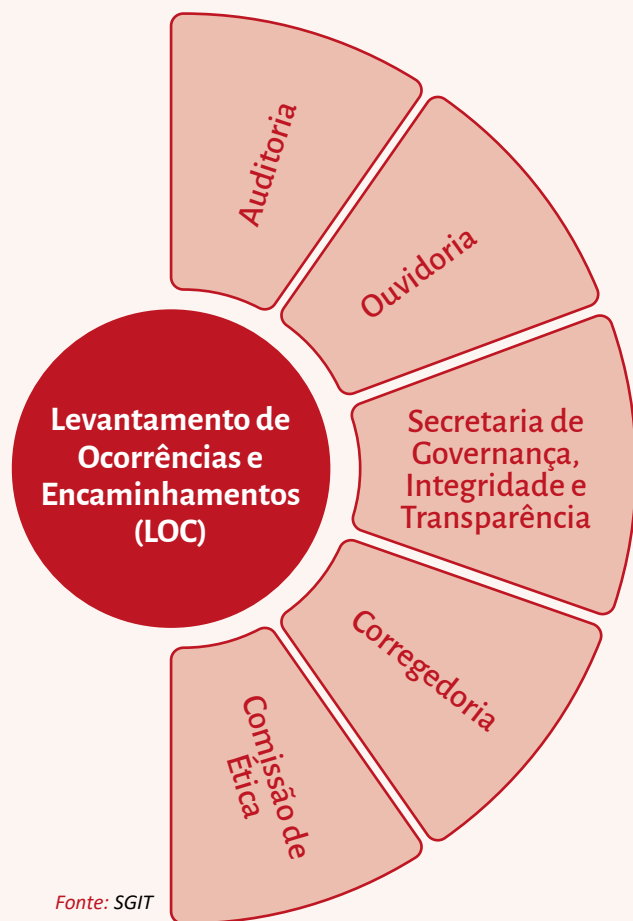 Auditoria
Ouvidoria
Levantamento de
Ocorrências e
Encaminhamentos
(LOC)
Secretaria de
Governança,
Integridade e
Transparência
Corregedoria
Comissão de
Ética
Fonte: SGIT